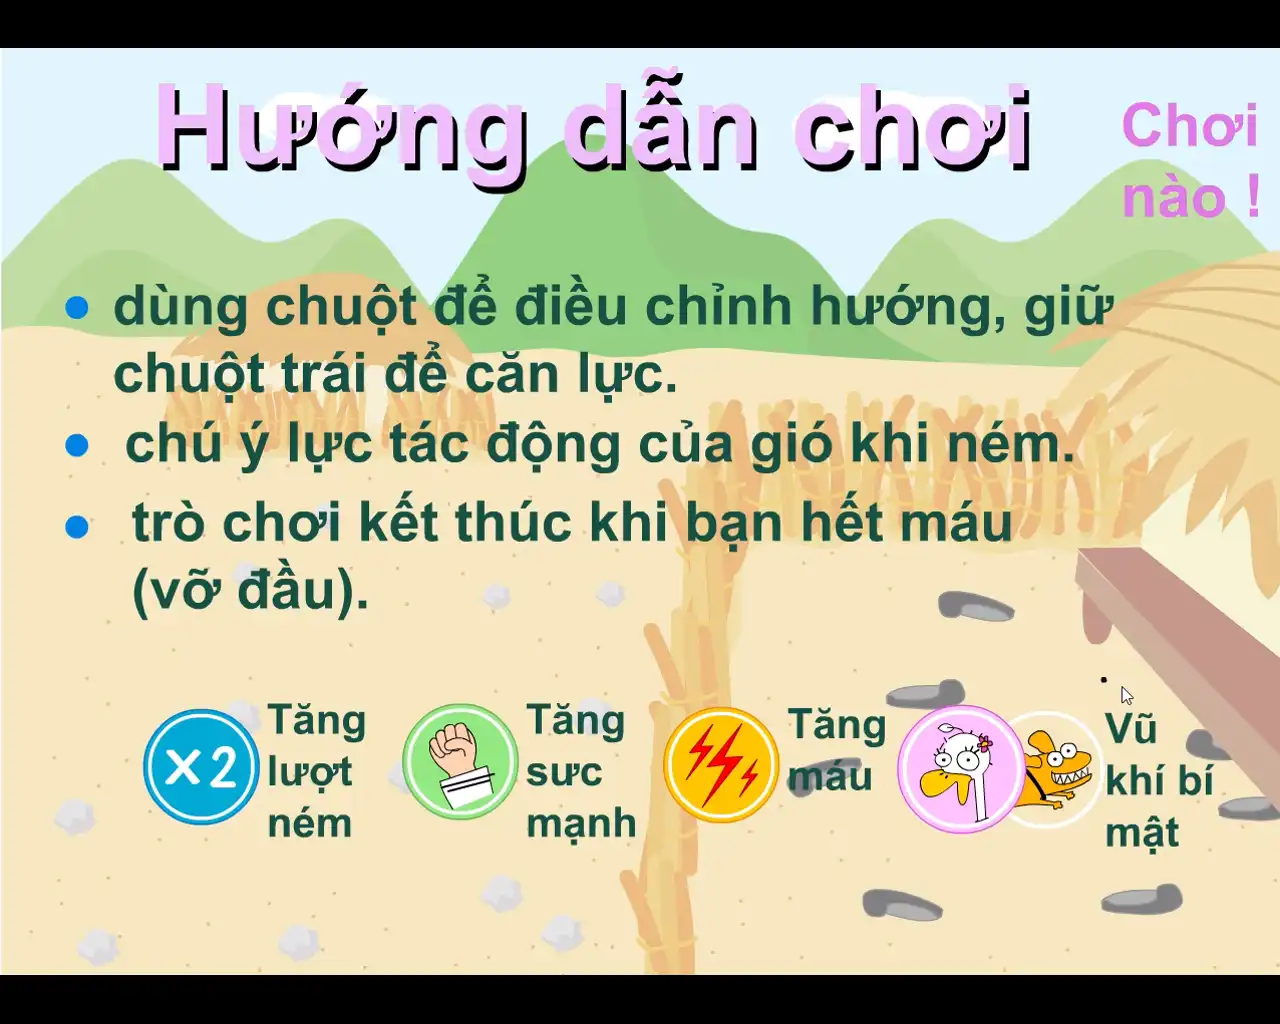 Hướng dẫn chơi
Chơi
nào !
dùng chuột để điều chỉnh hướng, giữ
chuột trái để căn lực.
chú ý lực tác động của gió khi ném.
trò chơi kết thúc khi bạn hết máu
(vỡ đầu).
x2
Tăng
lượt
ném
Tăng
sưc
mạnh
Tăng
máu
Vũ
khí bí
mật